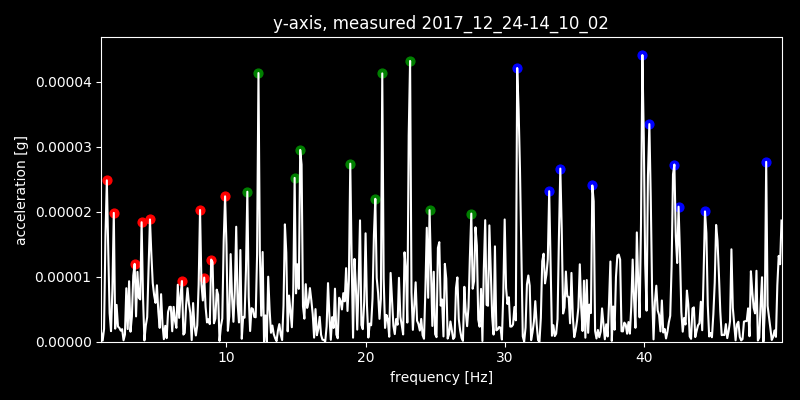 y-axis, measured 2017_12_24-14_10_02
acceleration [g]
0.00004
0.00003
0.00002
0.00001
0.00000
10 20 30 40
frequency [Hz]